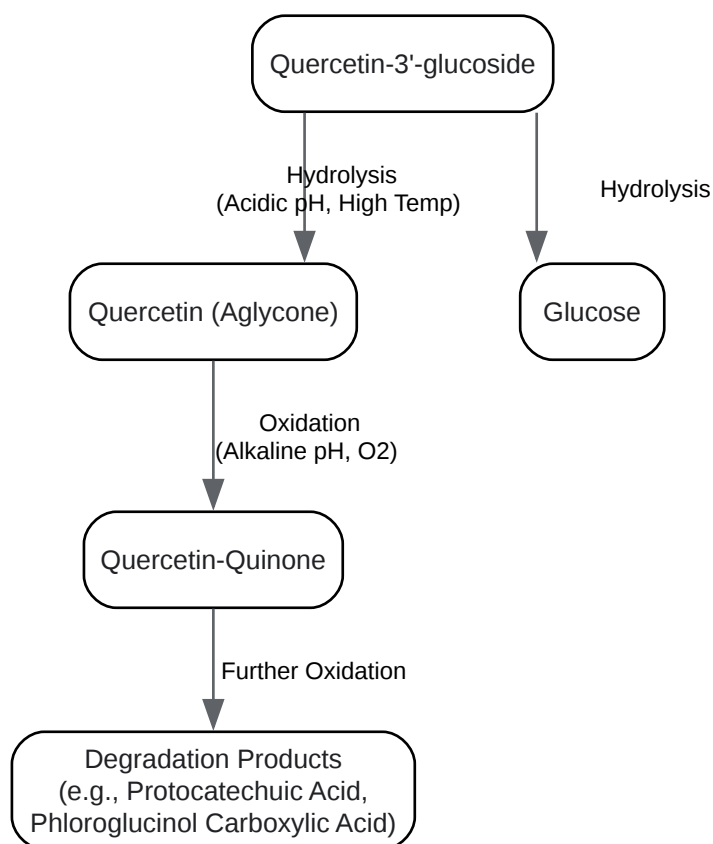 Quercetin-3'-glucoside
Hydrolysis
(Acidic pH, High Temp)
Hydrolysis
Quercetin (Aglycone)
Glucose
Oxidation
(Alkaline pH, O2)
Quercetin-Quinone
Further Oxidation
Degradation Products
(e.g., Protocatechuic Acid,
Phloroglucinol Carboxylic Acid)